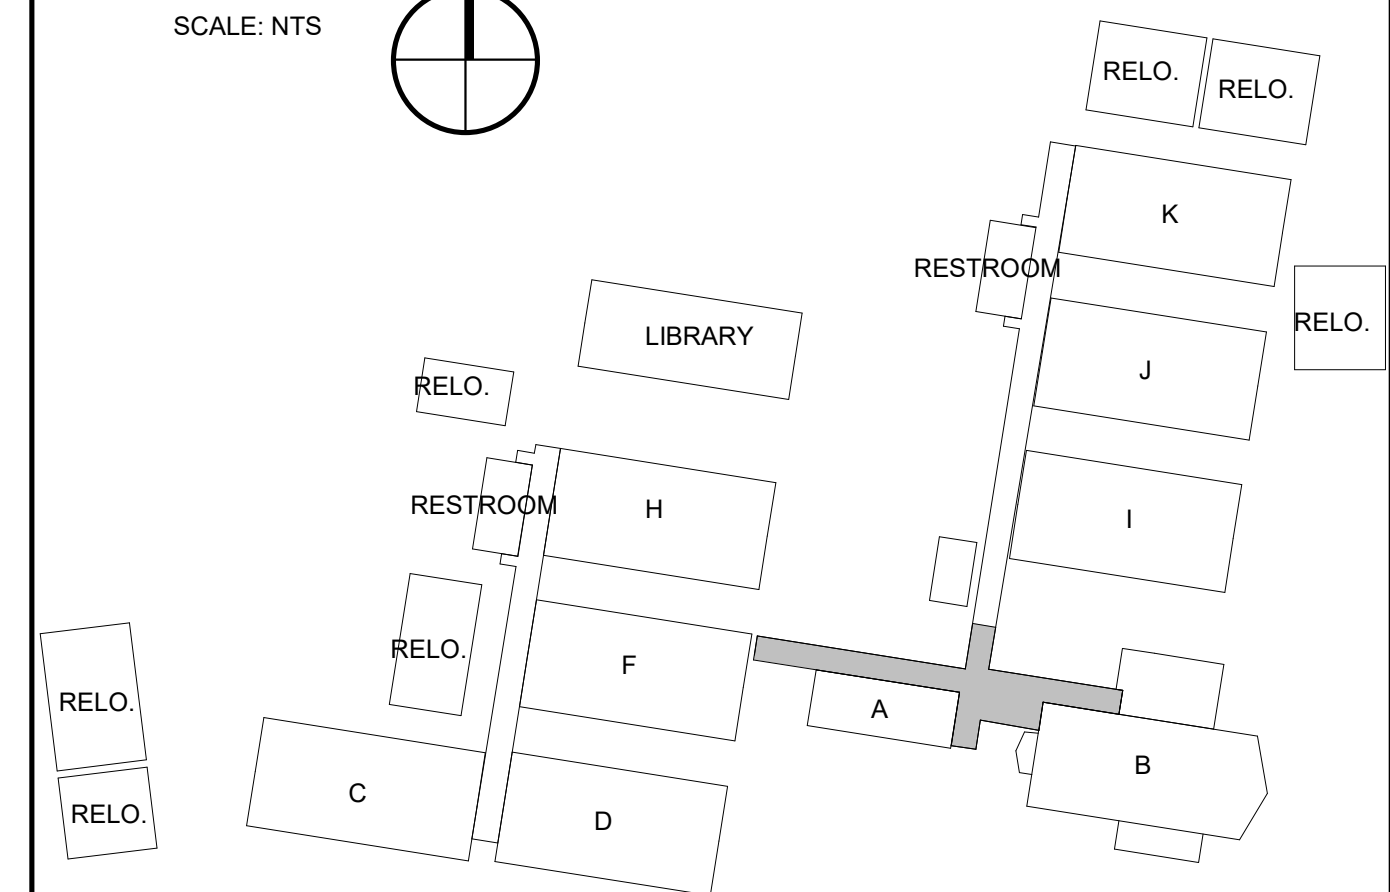 SCALE: NTS
RELO.
RELO.
K
RESTROOM
RELO.
LIBRARY
J
RELO.
RESTROOM
H
I
RELO.
F
RELO.
A
B
C
RELO.
D